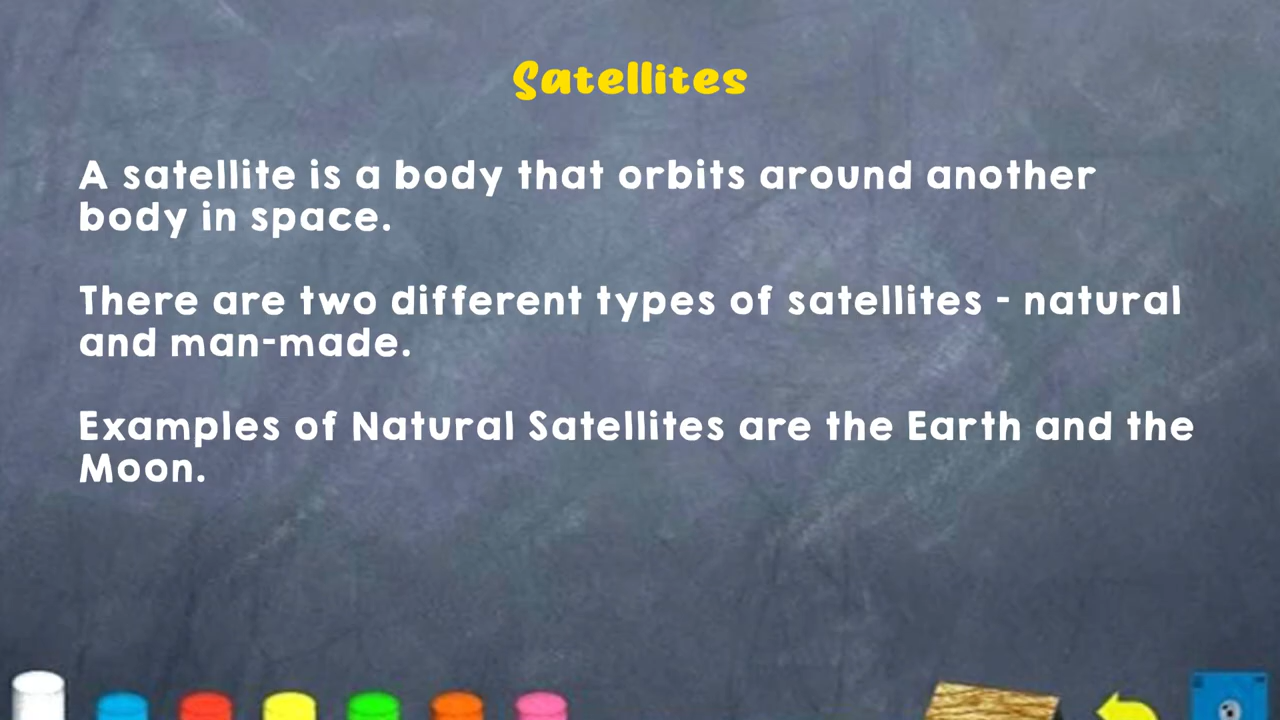 Satellites
A satellite is a body that orbits around another
body in space.
There are two different types of satellites - natural
and man-made.
Examples of Natural Satellites are the Earth and the
Moon.